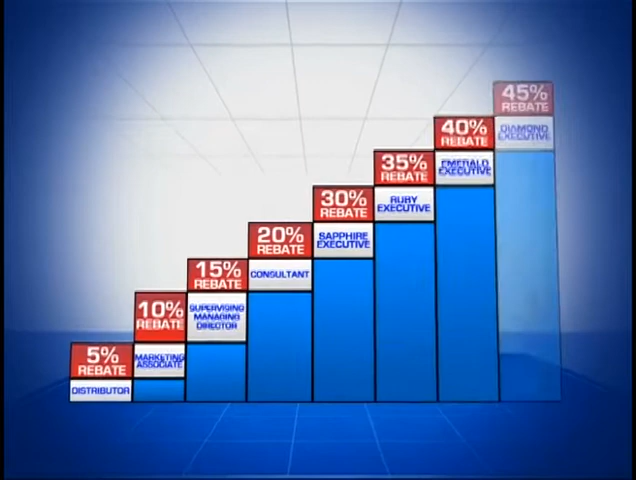 5%
REBATE
DISTRIBUTOR
10%
REBATE
MARKETING
ASSOCIATE
15%
REBATE
SUPERVISING
MANAGING
DIRECTOR
20%
REBATE
CONSULTANT
30%
REBATE
SAPPHIRE
EXECUTIVE
35%
REBATE
RUBY
EXECUTIVE
40%
REBATE
EMERALD
EXECUTIVE
45%
REBATE
DIAMOND
EXECUTIVE